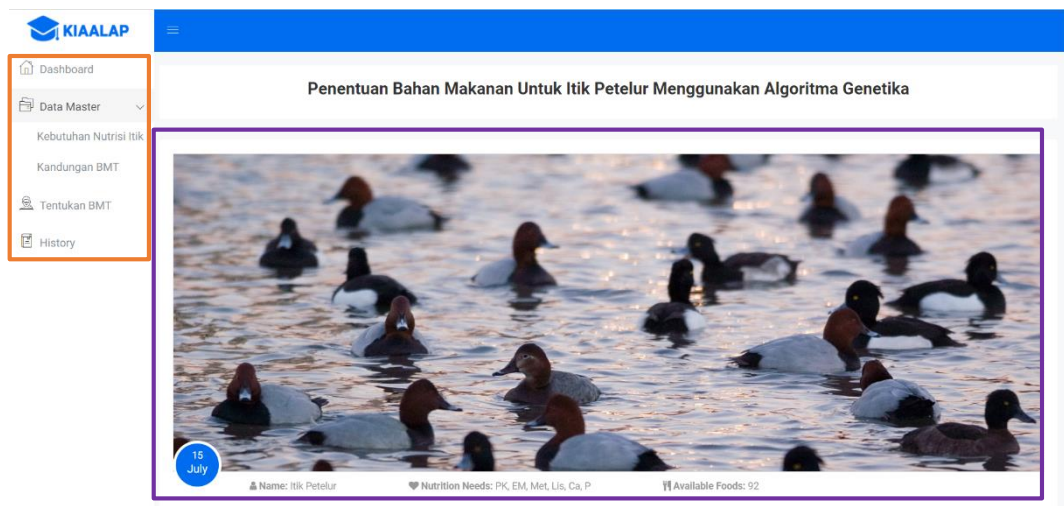 KIAALAP
Dashboard
Data Master
Kebutuhan Nutrisi Itik
Kandungan BMT
Tentukan BMT
History
Penentuan Bahan Makanan Untuk Itik Petelur Menggunakan Algoritma Genetika
15
July
Name: Itik Petelur
Nutrition Needs: PK, EM, Met, Lis, Ca, P
Available Foods: 92